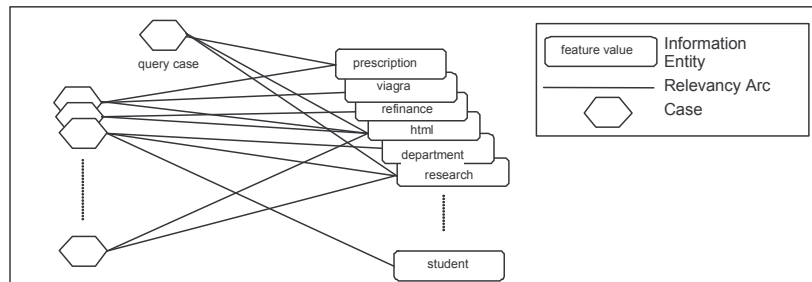 query case
prescription
viagra
refinance
html
department
research
student
feature value
Information
Entity
Relevancy Arc
Case